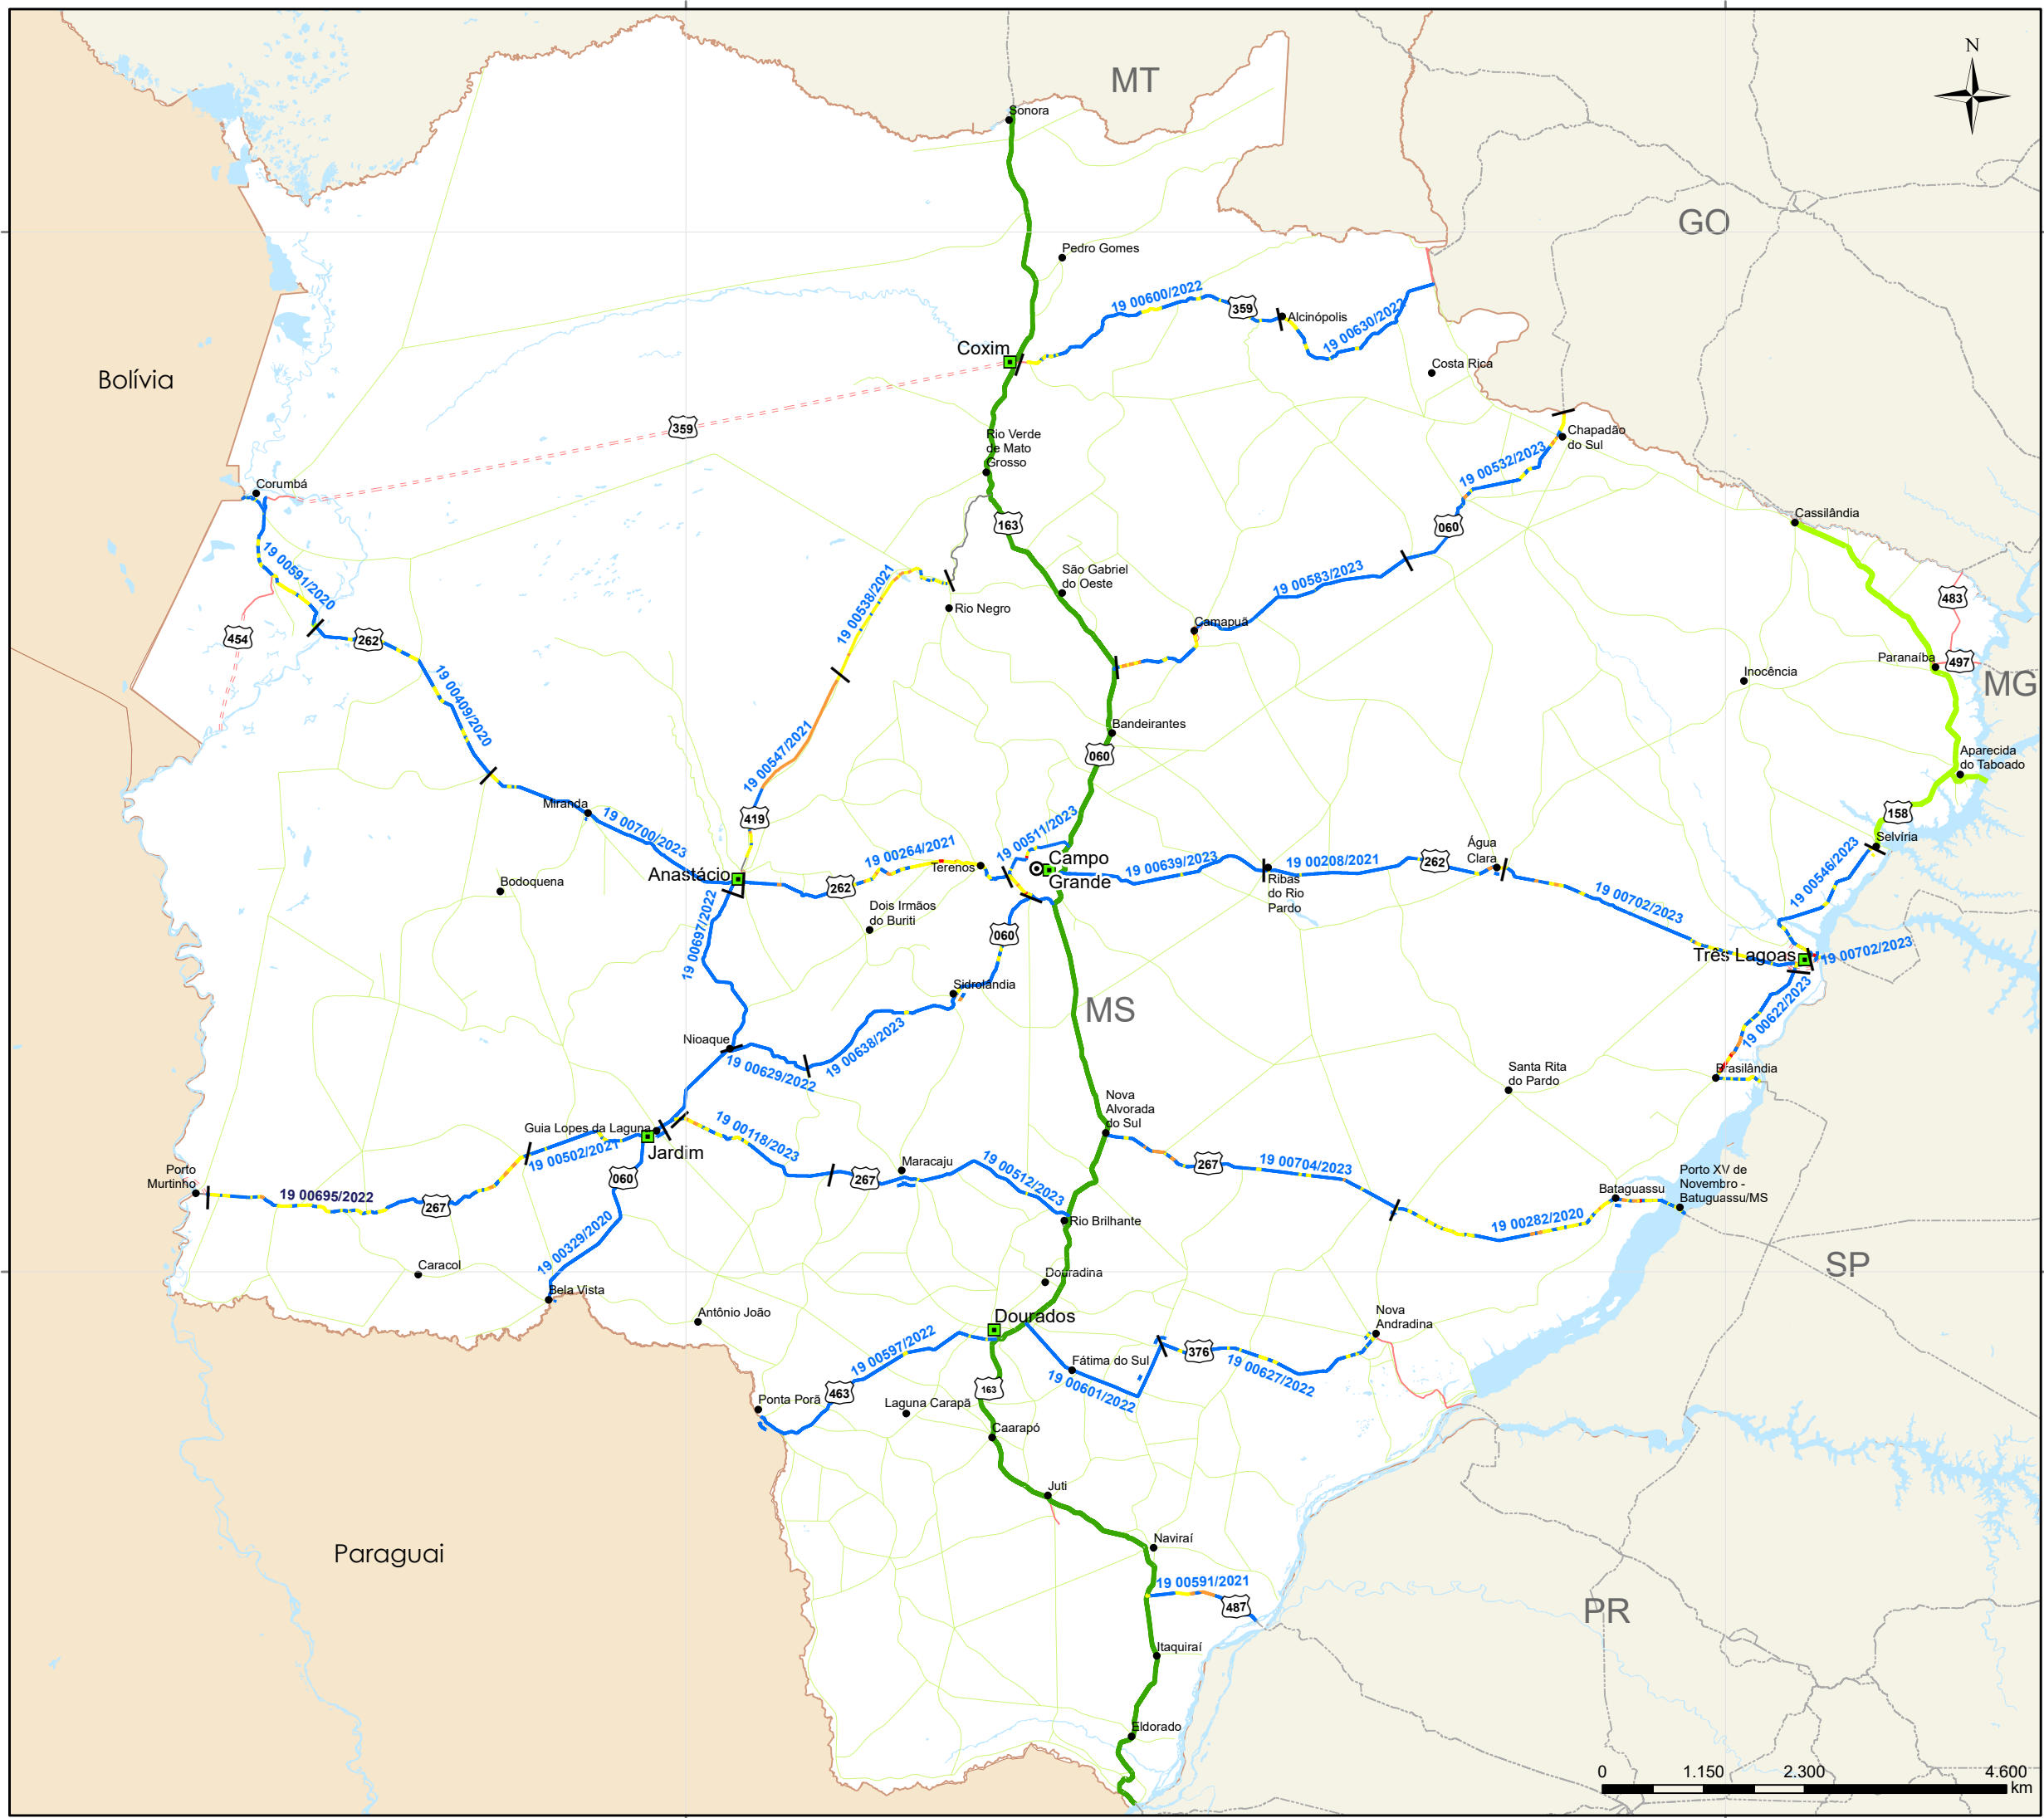 N
MT
Sonora
GO
Pedro Gomes
19 00600/2022
359
Alcinópolis
19 00630/2022
Coxim
Costa Rica
Bolívia
359
Rio Verde
de Mato
Grosso
Chapadão
do Sul
19 00532/2023
Corumbá
163
060
Cassilândia
19 00591/2020
São Gabriel
do Oeste
19 00583/2023
19 00538/2021
Rio Negro
483
454
262
Camapuã
Paranaíba
497
Inocência
MG
19 00409/2020
19 00547/2021
Bandeirantes
060
Aparecida
do Taboado
Miranda
419
158
19 00700/2023
19 00511/2023
Selvíria
19 00264/2021
Terenos
Campo
Grande
19 00639/2023
19 00208/2021
262
Água
Clara
19 00546/2023
Anastácio
262
Bodoquena
Ribas
do Rio
Pardo
19 00702/2023
Dois Irmãos
do Buriti
060
19 00697/2022
Três Lagoas
19 00702/2023
Sidrolândia
MS
19 00622/2023
Nioaque
19 00638/2023
19 00629/2022
Santa Rita
do Pardo
Brasilândia
Nova
Alvorada
do Sul
Guia Lopes da Laguna
19 00118/2023
19 00502/2021
Jardim
Porto
Murtinho
060
Maracaju
267
19 00512/2023
267
19 00704/2023
Porto XV de
Novembro -
Batuguassu/MS
Bataguassu
19 00695/2022
267
Rio Brilhante
19 00282/2020
19 00329/2020
Caracol
Douradina
SP
Bela Vista
Antônio João
Dourados
Nova
Andradina
19 00597/2022
Fátima do Sul
376
19 00627/2022
19 00601/2022
463
163
Ponta Porã
Laguna Carapã
Caarapó
Juti
Paraguai
Naviraí
19 00591/2021
487
PR
Itaquiraí
Eldorado
0 1.150 2.300 4.600
km